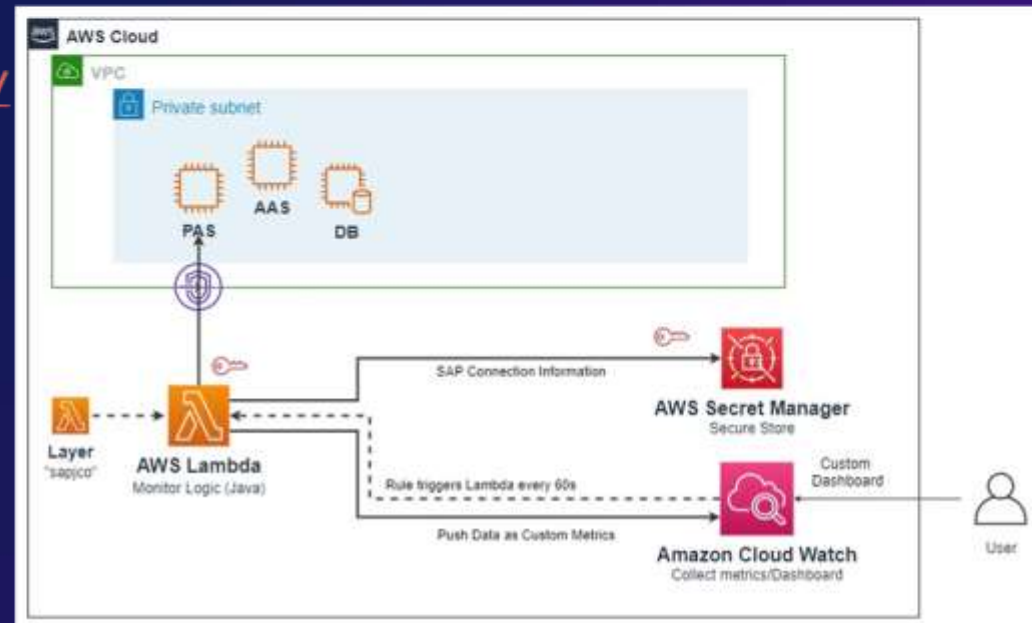 aws
AWS Cloud
VPC
Private subnet
PAS
AAS
DB
SAP Connection Information
AWS Secret Manager
Secure Store
Layer
"sapjco"
AWS Lambda
Monitor Logic (Java)
Rule triggers Lambda every 60s
Push Data as Custom Metrics
Custom
Dashboard
Amazon Cloud Watch
Collect metrics/Dashboard
User